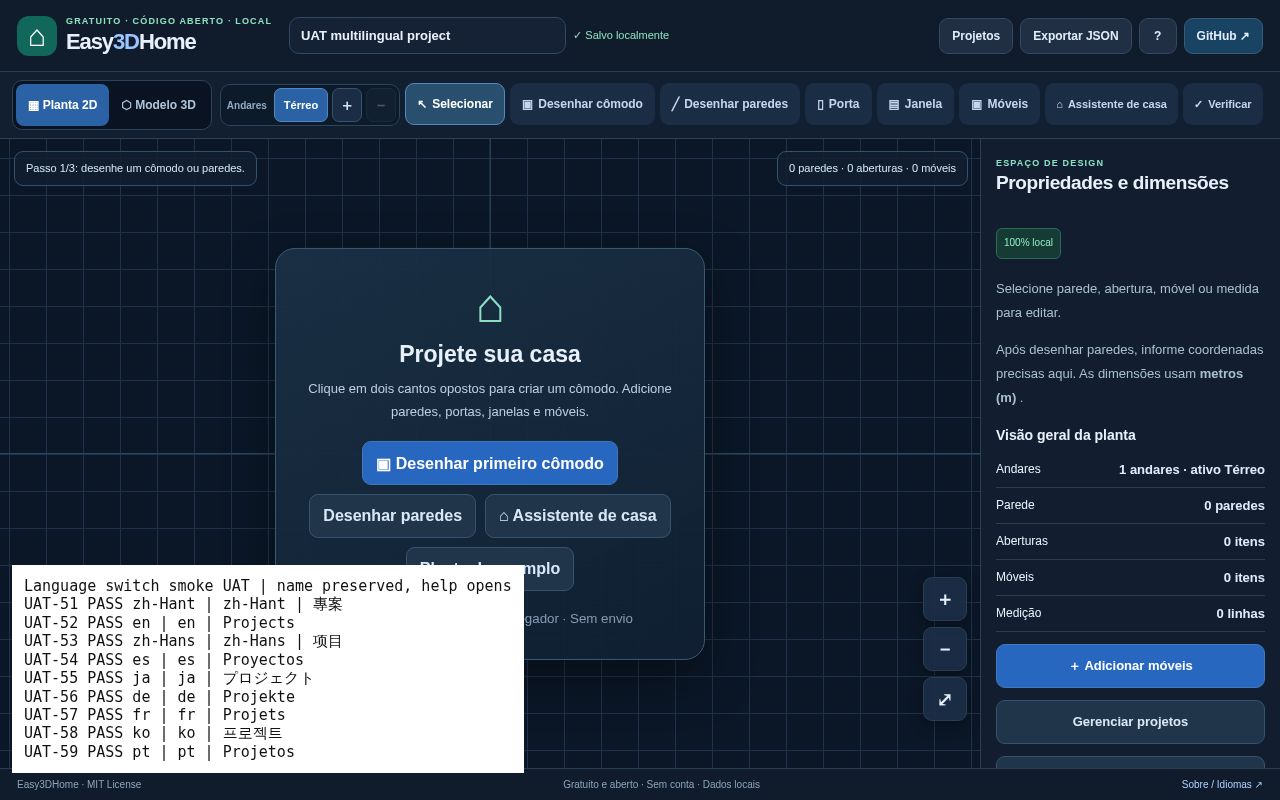 GRATUITO · CÓDIGO ABERTO · LOCAL
Easy3DHome
UAT multilingual project
✓ Salvo localmente
Projetos
Exportar JSON
?
GitHub ↗
Planta 2D
Modelo 3D
Andares
Térreo
+
−
Selecionar
Desenhar cômodo
Desenhar paredes
Porta
Janela
Móveis
Assistente de casa
✓ Verificar
Passo 1/3: desenhe um cômodo ou paredes.
0 paredes · 0 aberturas · 0 móveis
Projete sua casa
Clique em dois cantos opostos para criar um cômodo. Adicione
paredes, portas, janelas e móveis.
Desenhar primeiro cômodo
Desenhar paredes
Assistente de casa
mplo
gador · Sem envio
Language switch smoke UAT | name preserved, help opens
UAT-51 PASS zh-Hant | zh-Hant | 專案
UAT-52 PASS en | en | Projects
UAT-53 PASS zh-Hans | zh-Hans | 项目
UAT-54 PASS es | es | Proyectos
UAT-55 PASS ja | ja | プロジェクト
UAT-56 PASS de | de | Projekte
UAT-57 PASS fr | fr | Projets
UAT-58 PASS ko | ko | 프로젝트
UAT-59 PASS pt | pt | Projetos
+
−
⤢
ESPAÇO DE DESIGN
Propriedades e dimensões
100% local
Selecione parede, abertura, móvel ou medida
para editar.
Após desenhar paredes, informe coordenadas
precisas aqui. As dimensões usam metros
(m) .
Visão geral da planta
Andares 1 andares · ativo Térreo
Parede 0 paredes
Aberturas 0 itens
Móveis 0 itens
Medição 0 linhas
+ Adicionar móveis
Gerenciar projetos
Easy3DHome · MIT License
Gratuito e aberto · Sem conta · Dados locais
Sobre / Idiomas ↗